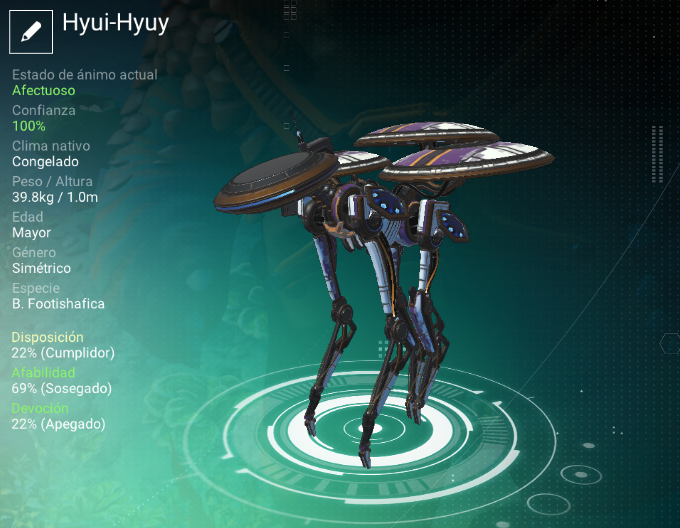 Hyui-Hyuy
Estado de ánimo actual
Afectuoso
Confianza
100%
Clima nativo
Congelado
Peso / Altura
39.8kg / 1.0m
Edad
Mayor
Género
Simétrico
Especie
B. Footishafica
Disposición
22% (Cumplidor)
Afabilidad
69% (Sosegado)
Devoción
22% (Apegado)